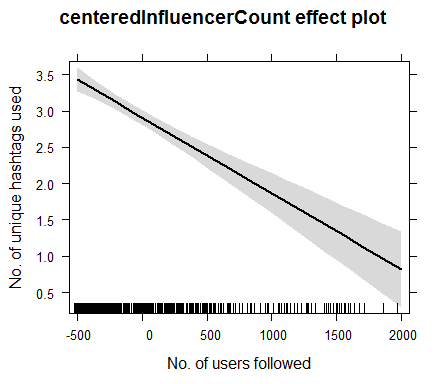 centeredInfluencerCount effect plot
No. of unique hashtags used
3.5
3.0
2.5
2.0
1.5
1.0
0.5
-500 0 500 1000 1500 2000
No. of users followed